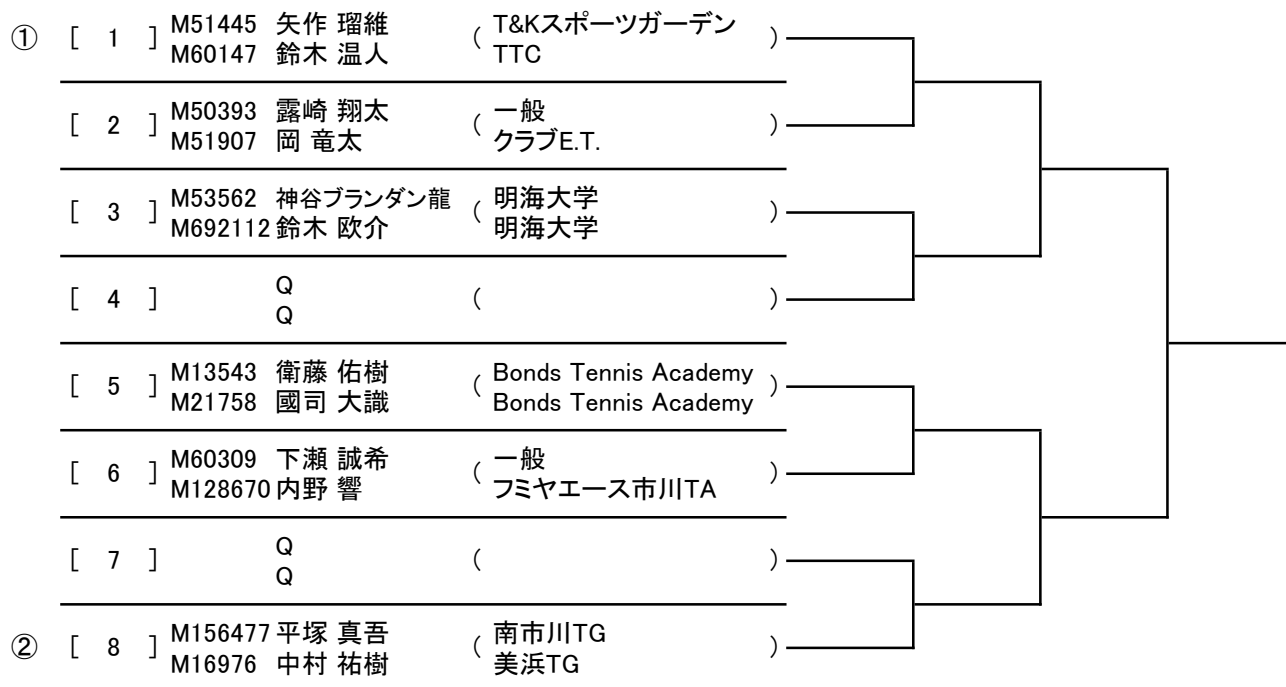 ① [ 1 ] M51445 矢作 瑠維 ( T&Kスポーツガーデン )
M60147 鈴木 温人 TTC
[ 2 ] M50393 露崎 翔太 ( 一般 )
M51907 岡 竜太 クラブE.T.
[ 3 ] M53562 神谷ブランダン龍 ( 明海大学 )
M692112 鈴木 欧介 明海大学
[ 4 ] Q ( )
Q
[ 5 ] M13543 衛藤 佑樹 ( Bonds Tennis Academy )
M21758 國司 大識 Bonds Tennis Academy
[ 6 ] M60309 下瀬 誠希 ( 一般 )
M128670 内野 響 フミヤエース市川TA
[ 7 ] Q ( )
Q
② [ 8 ] M156477 平塚 真吾 ( 南市川TG )
M16976 中村 祐樹 美浜TG